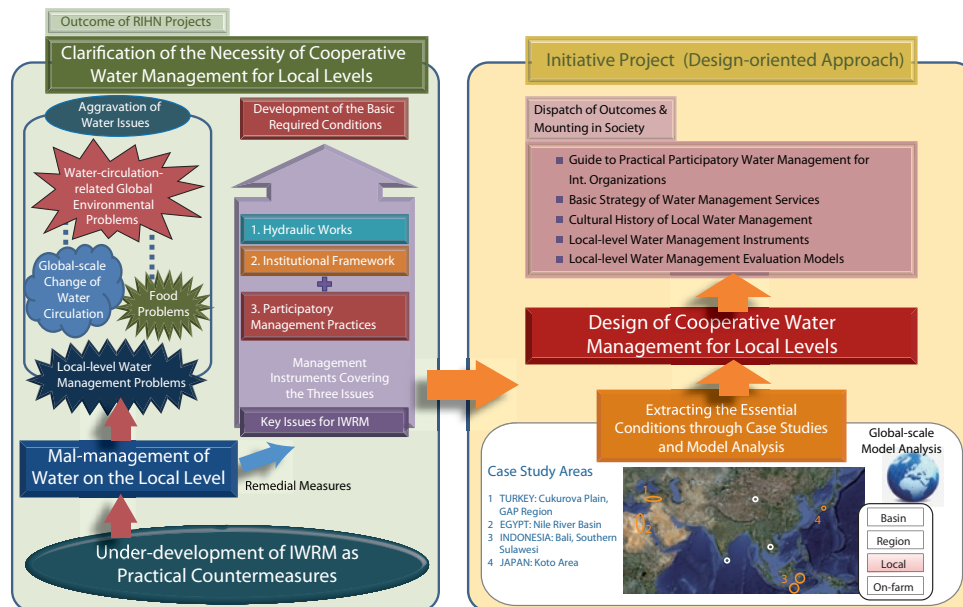 Outcome of RIHN Projects
Clarification of the Necessity of Cooperative
Water Management for Local Levels
Aggravation of
Water Issues
Water-circulation-
related Global
Environmental
Problems
Global-scale
Change of
Water
Circulation
Food
Problems
Local-level Water
Management Problems
Mal-management of
Water on the Local Level
Under-development of IWRM as
Practical Countermeasures
Development of the Basic
Required Conditions
1. Hydraulic Works
2. Institutional Framework
+
3. Participatory
Management Practices
Management
Instruments Covering
the Three Issues
Key Issues for IWRM
Remedial Measures
Initiative Project (Design-oriented Approach)
Dispatch of Outcomes &
Mounting in Society
■ Guide to Practical Participatory Water Management for
Int. Organizations
■ Basic Strategy of Water Management Services
■ Cultural History of Local Water Management
■ Local-level Water Management Instruments
■ Local-level Water Management Evaluation Models
Design of Cooperative Water
Management for Local Levels
Extracting the Essential
Conditions through Case Studies
and Model Analysis
Case Study Areas
1 TURKEY: Cukurova Plain,
GAP Region
2 EGYPT: Nile River Basin
3 INDONESIA: Bali, Southern
Sulawesi
4 JAPAN: Koto Area
1
2
3
4
Global-scale
Model Analysis
Basin
Region
Local
On-farm